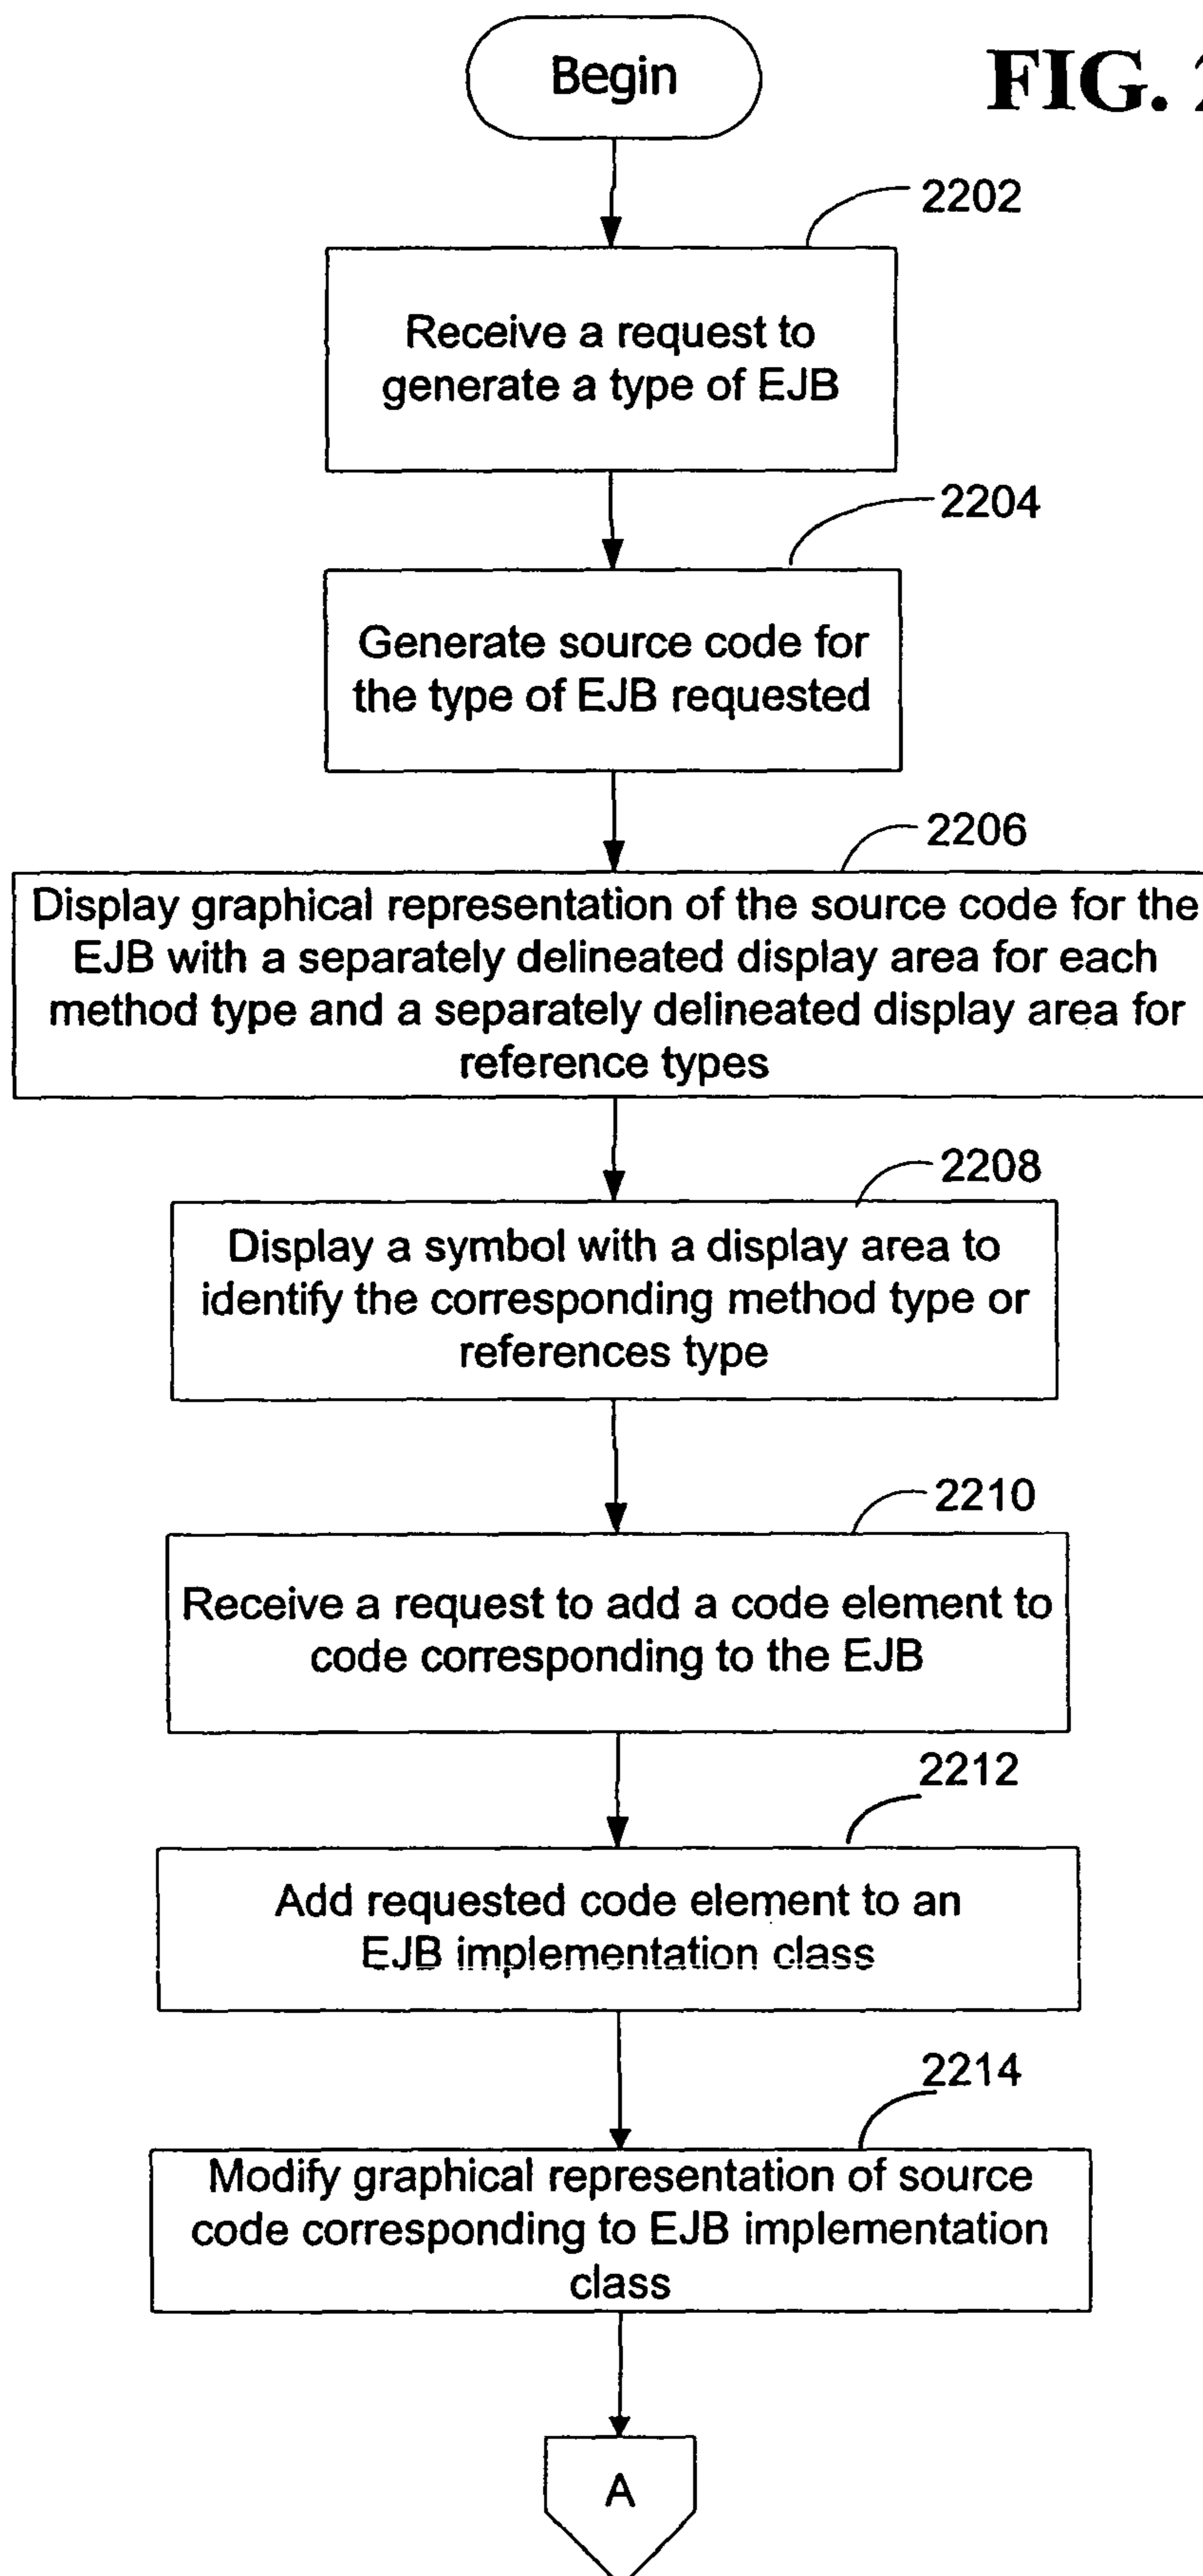 Begin
FIG. 2
2202
Receive a request to
generate a type of EJB
2204
Generate source code for
the type of EJB requested
2206
Display graphical representation of the source code for the
EJB with a separately delineated display area for each
method type and a separately delineated display area for
reference types
2208
Display a symbol with a display area to
identify the corresponding method type or
references type
2210
Receive a request to add a code element to
code corresponding to the EJB
2212
Add requested code element to an
EJB implementation class
2214
Modify graphical representation of source
code corresponding to EJB implementation
class
A